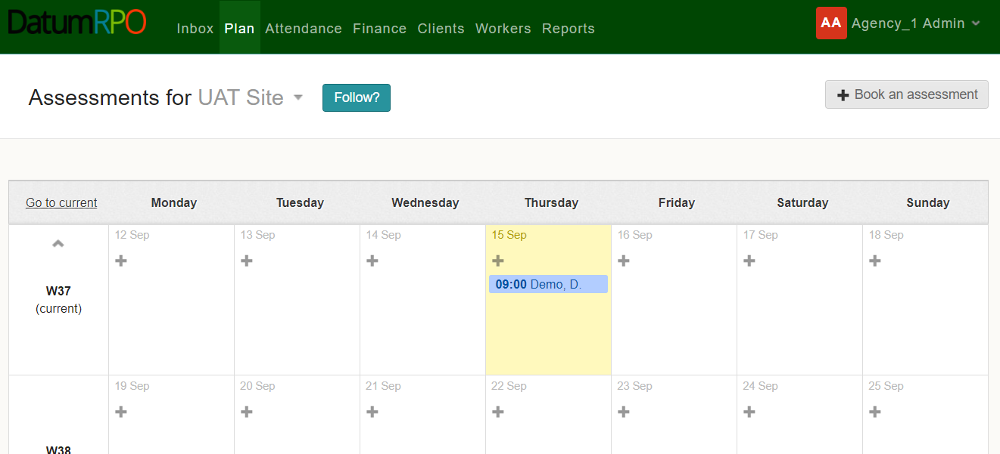 DatumRPO
Inbox Plan Attendance Finance Clients Workers Reports
AA Agency_1 Admin
Assessments for UAT Site
Follow?
Book an assessment
Go to current Monday Tuesday Wednesday Thursday Friday Saturday Sunday
12 Sep 13 Sep 14 Sep 15 Sep 16 Sep 17 Sep 18 Sep
09:00 Demo, D.
W37
(current)
19 Sep 20 Sep 21 Sep 22 Sep 23 Sep 24 Sep 25 Sep
W38